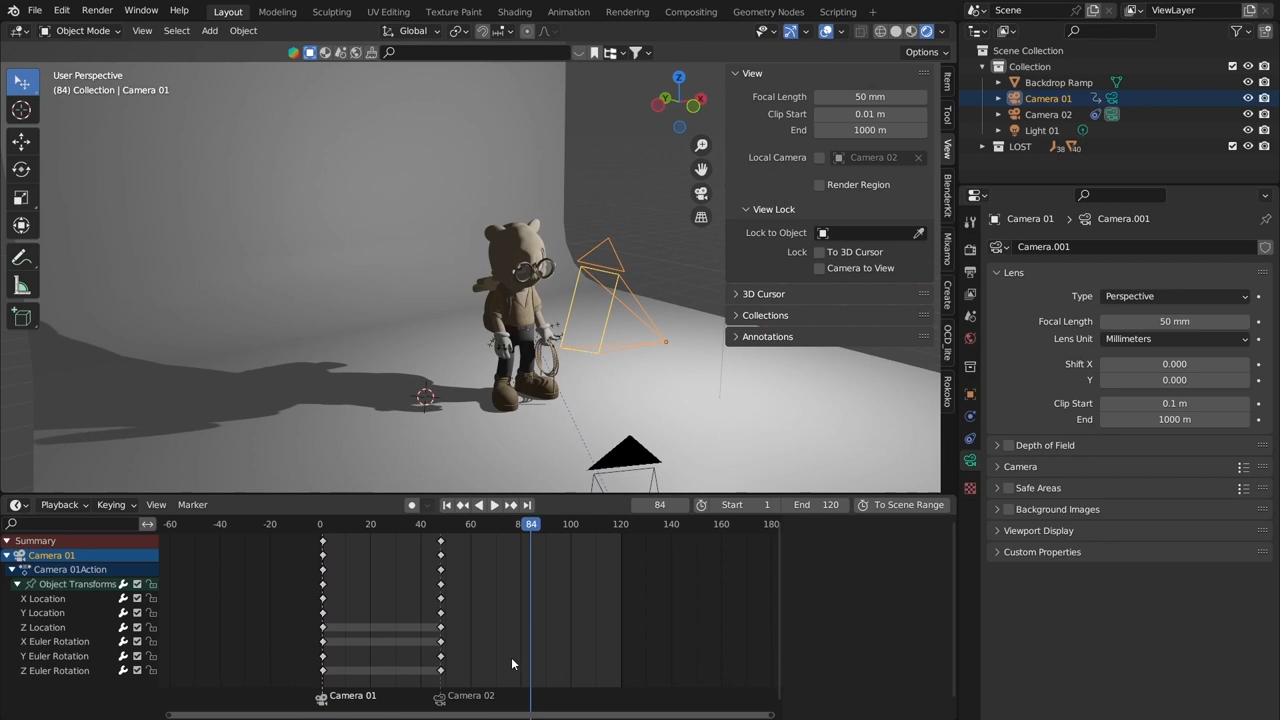 File Edit Render Window Help Layout Modeling Sculpting UV Editing Texture Paint Shading Animation Rendering Compositing Geometry Nodes Scripting + Scene ViewLayer
Object Mode View Select Add Object Global
Options
User Perspective
(84) Collection | Camera 01
Z
Y
X
View
Focal Length 50 mm
Clip Start 0.01 m
End 1000 m
Local Camera Camera 02
Render Region
View Lock
Lock to Object
Lock To 3D Cursor
Camera to View
3D Cursor
Collections
Annotations
Item
Tool
View
BlenderKit
Mixamo
Create
OCD lite
Rokoko
Scene Collection
Collection
Backdrop Ramp
Camera 01
Camera 02
Light 01
LOST 38 40
Camera 01 Camera.001
Camera.001
Lens
Type Perspective
Focal Length 50 mm
Lens Unit Millimeters
Shift X 0.000
Y 0.000
Clip Start 0.1 m
End 1000 m
Depth of Field
Camera
Safe Areas
Background Images
Viewport Display
Custom Properties
Playback Keying View Marker 84 Start 1 End 120 To Scene Range
-60 -40 -20 0 20 40 60 8 84 100 120 140 160 180
Summary
Camera 01
Camera 01Action
Object Transforms
X Location
Y Location
Z Location
X Euler Rotation
Y Euler Rotation
Z Euler Rotation
Camera 01 Camera 02